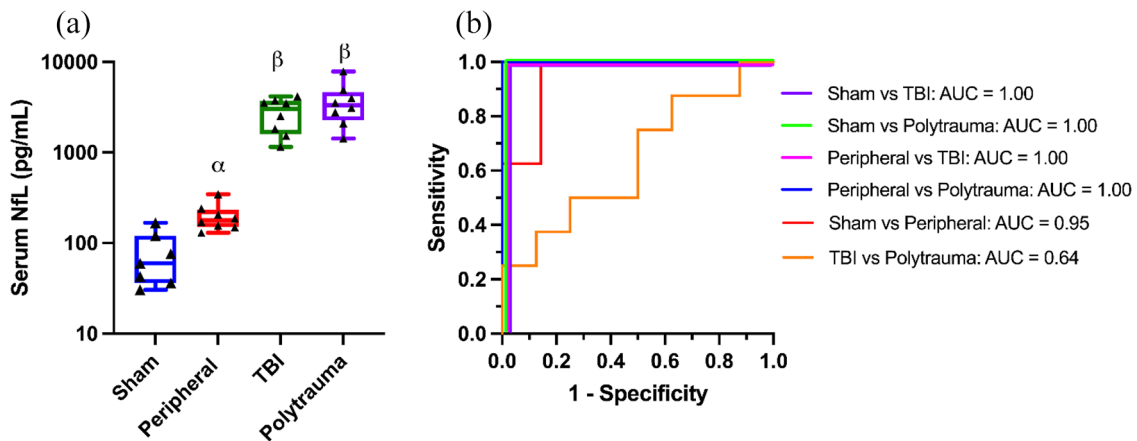 (a)
Serum NfL (pg/mL)
10000
1000
100
10
α
β
β
Sham
Peripheral
TBI
Polytrauma
(b)
Sensitivity
1.0
0.8
0.6
0.4
0.2
0.0
0.0 0.2 0.4 0.6 0.8 1.0
1 - Specificity
Sham vs TBI: AUC = 1.00
Sham vs Polytrauma: AUC = 1.00
Peripheral vs TBI: AUC = 1.00
Peripheral vs Polytrauma: AUC = 1.00
Sham vs Peripheral: AUC = 0.95
TBI vs Polytrauma: AUC = 0.64